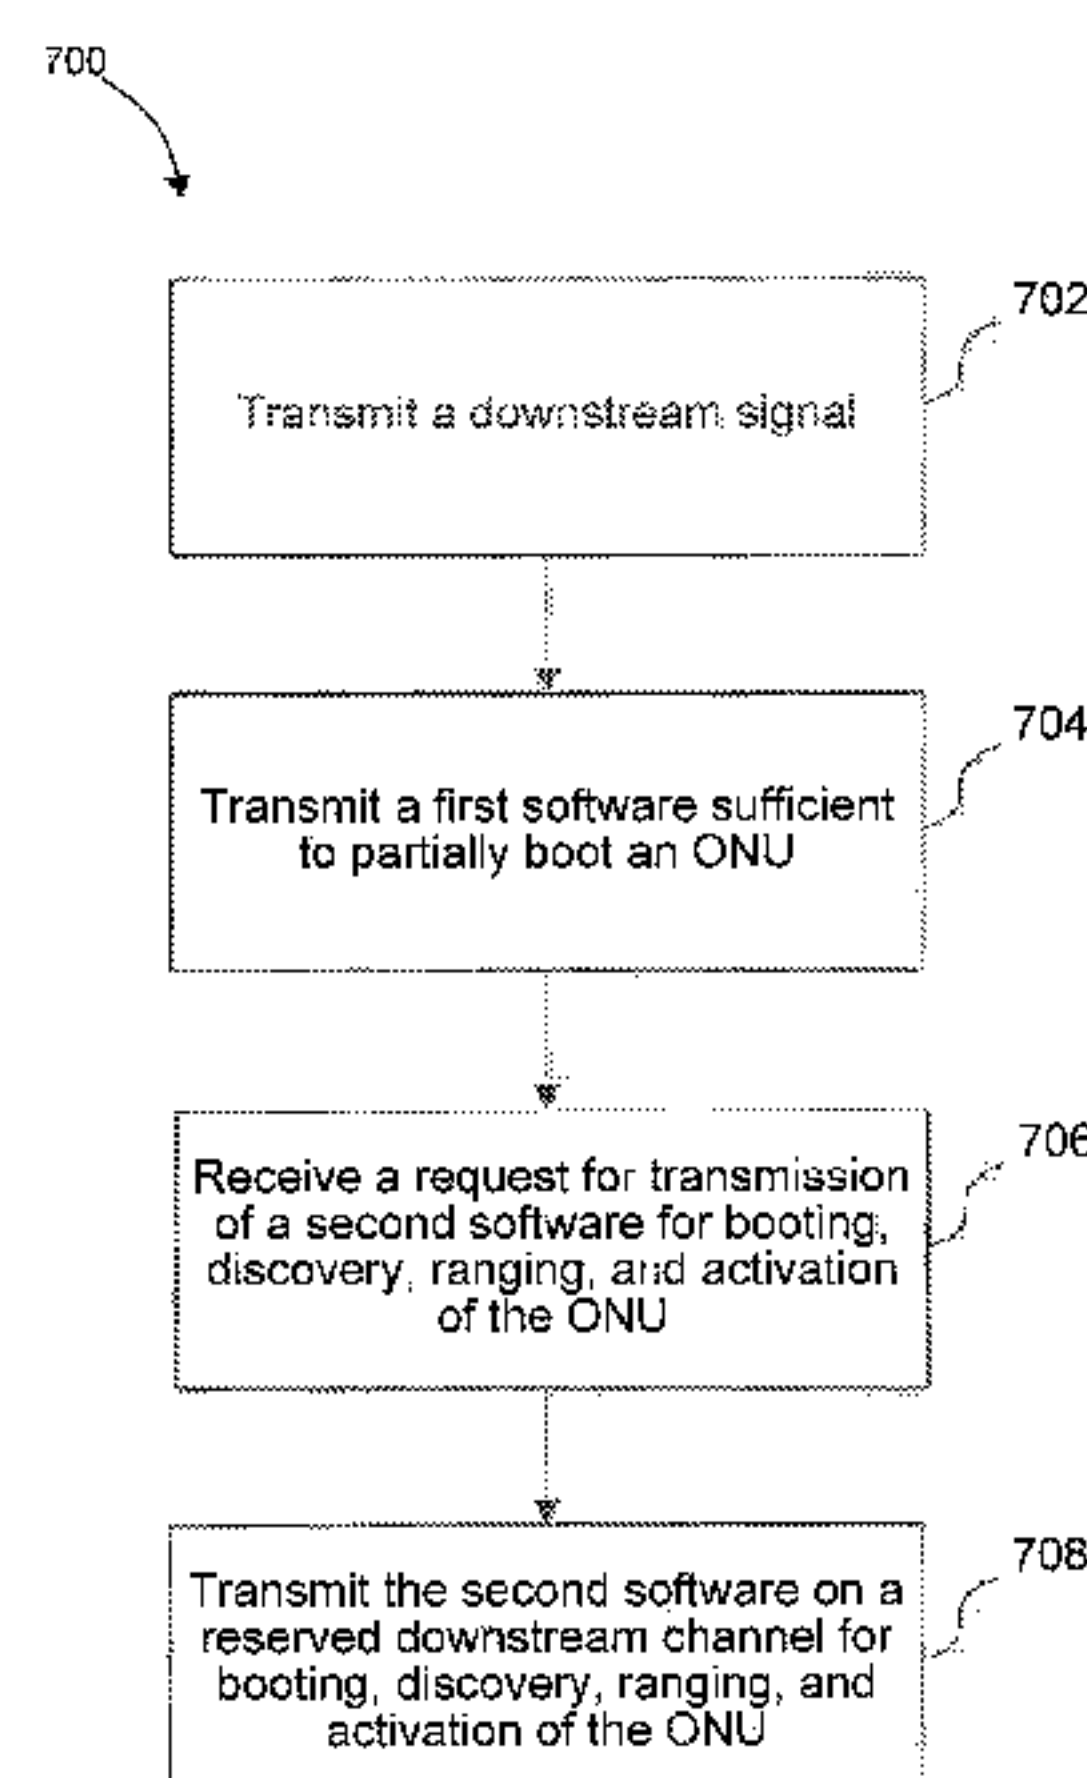 700
702
Transmit a downstream signal
704
Transmit a first software sufficient
to partially boot an ONU
706
Receive a request for transmission
of a second software for booting,
discovery, ranging, and activation
of the ONU
708
Transmit the second software on a
reserved downstream channel for
booting, discovery, ranging, and
activation of the ONU